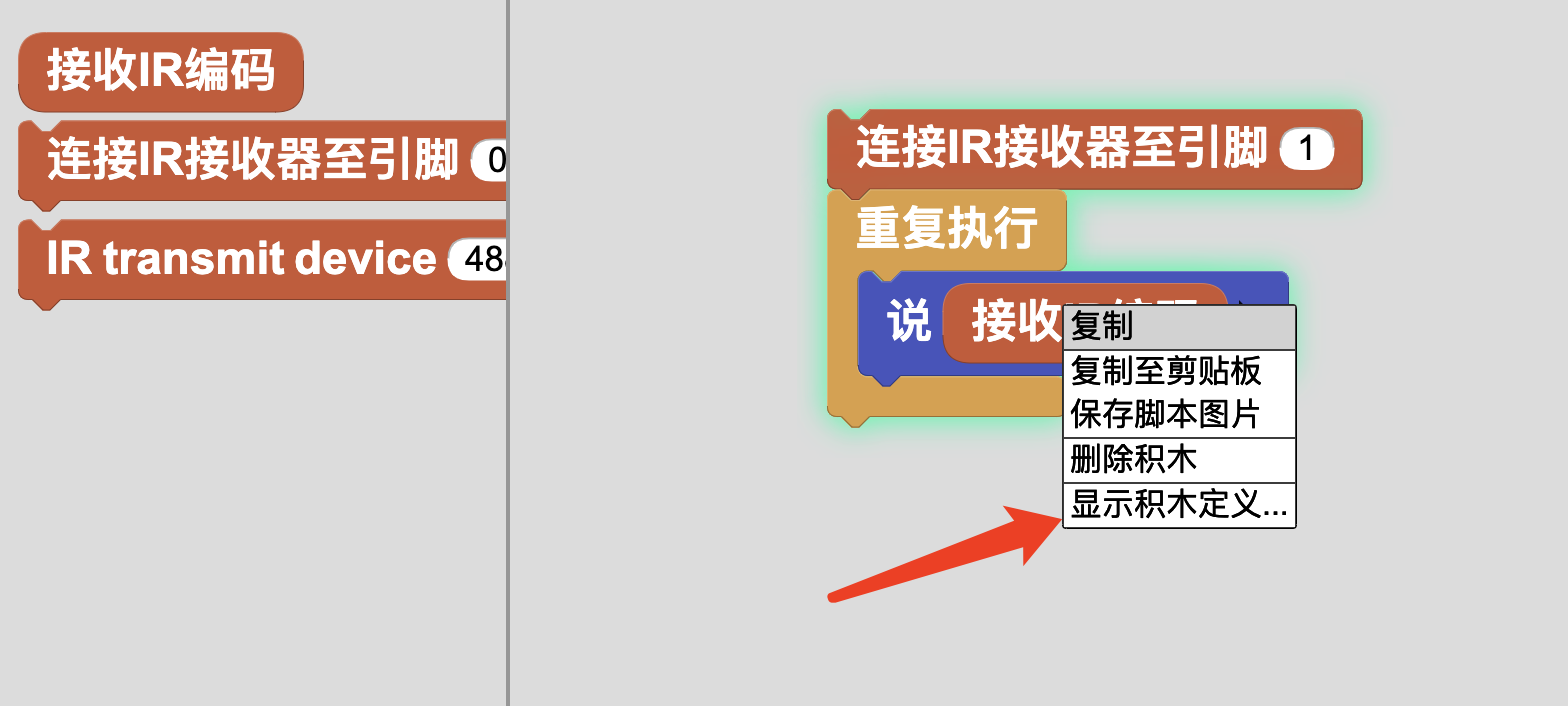 接收IR编码
连接IR接收器至引脚 0
IR transmit device 48
连接IR接收器至引脚 1
重复执行
说 接收
复制
复制至剪贴板
保存脚本图片
删除积木
显示积木定义...